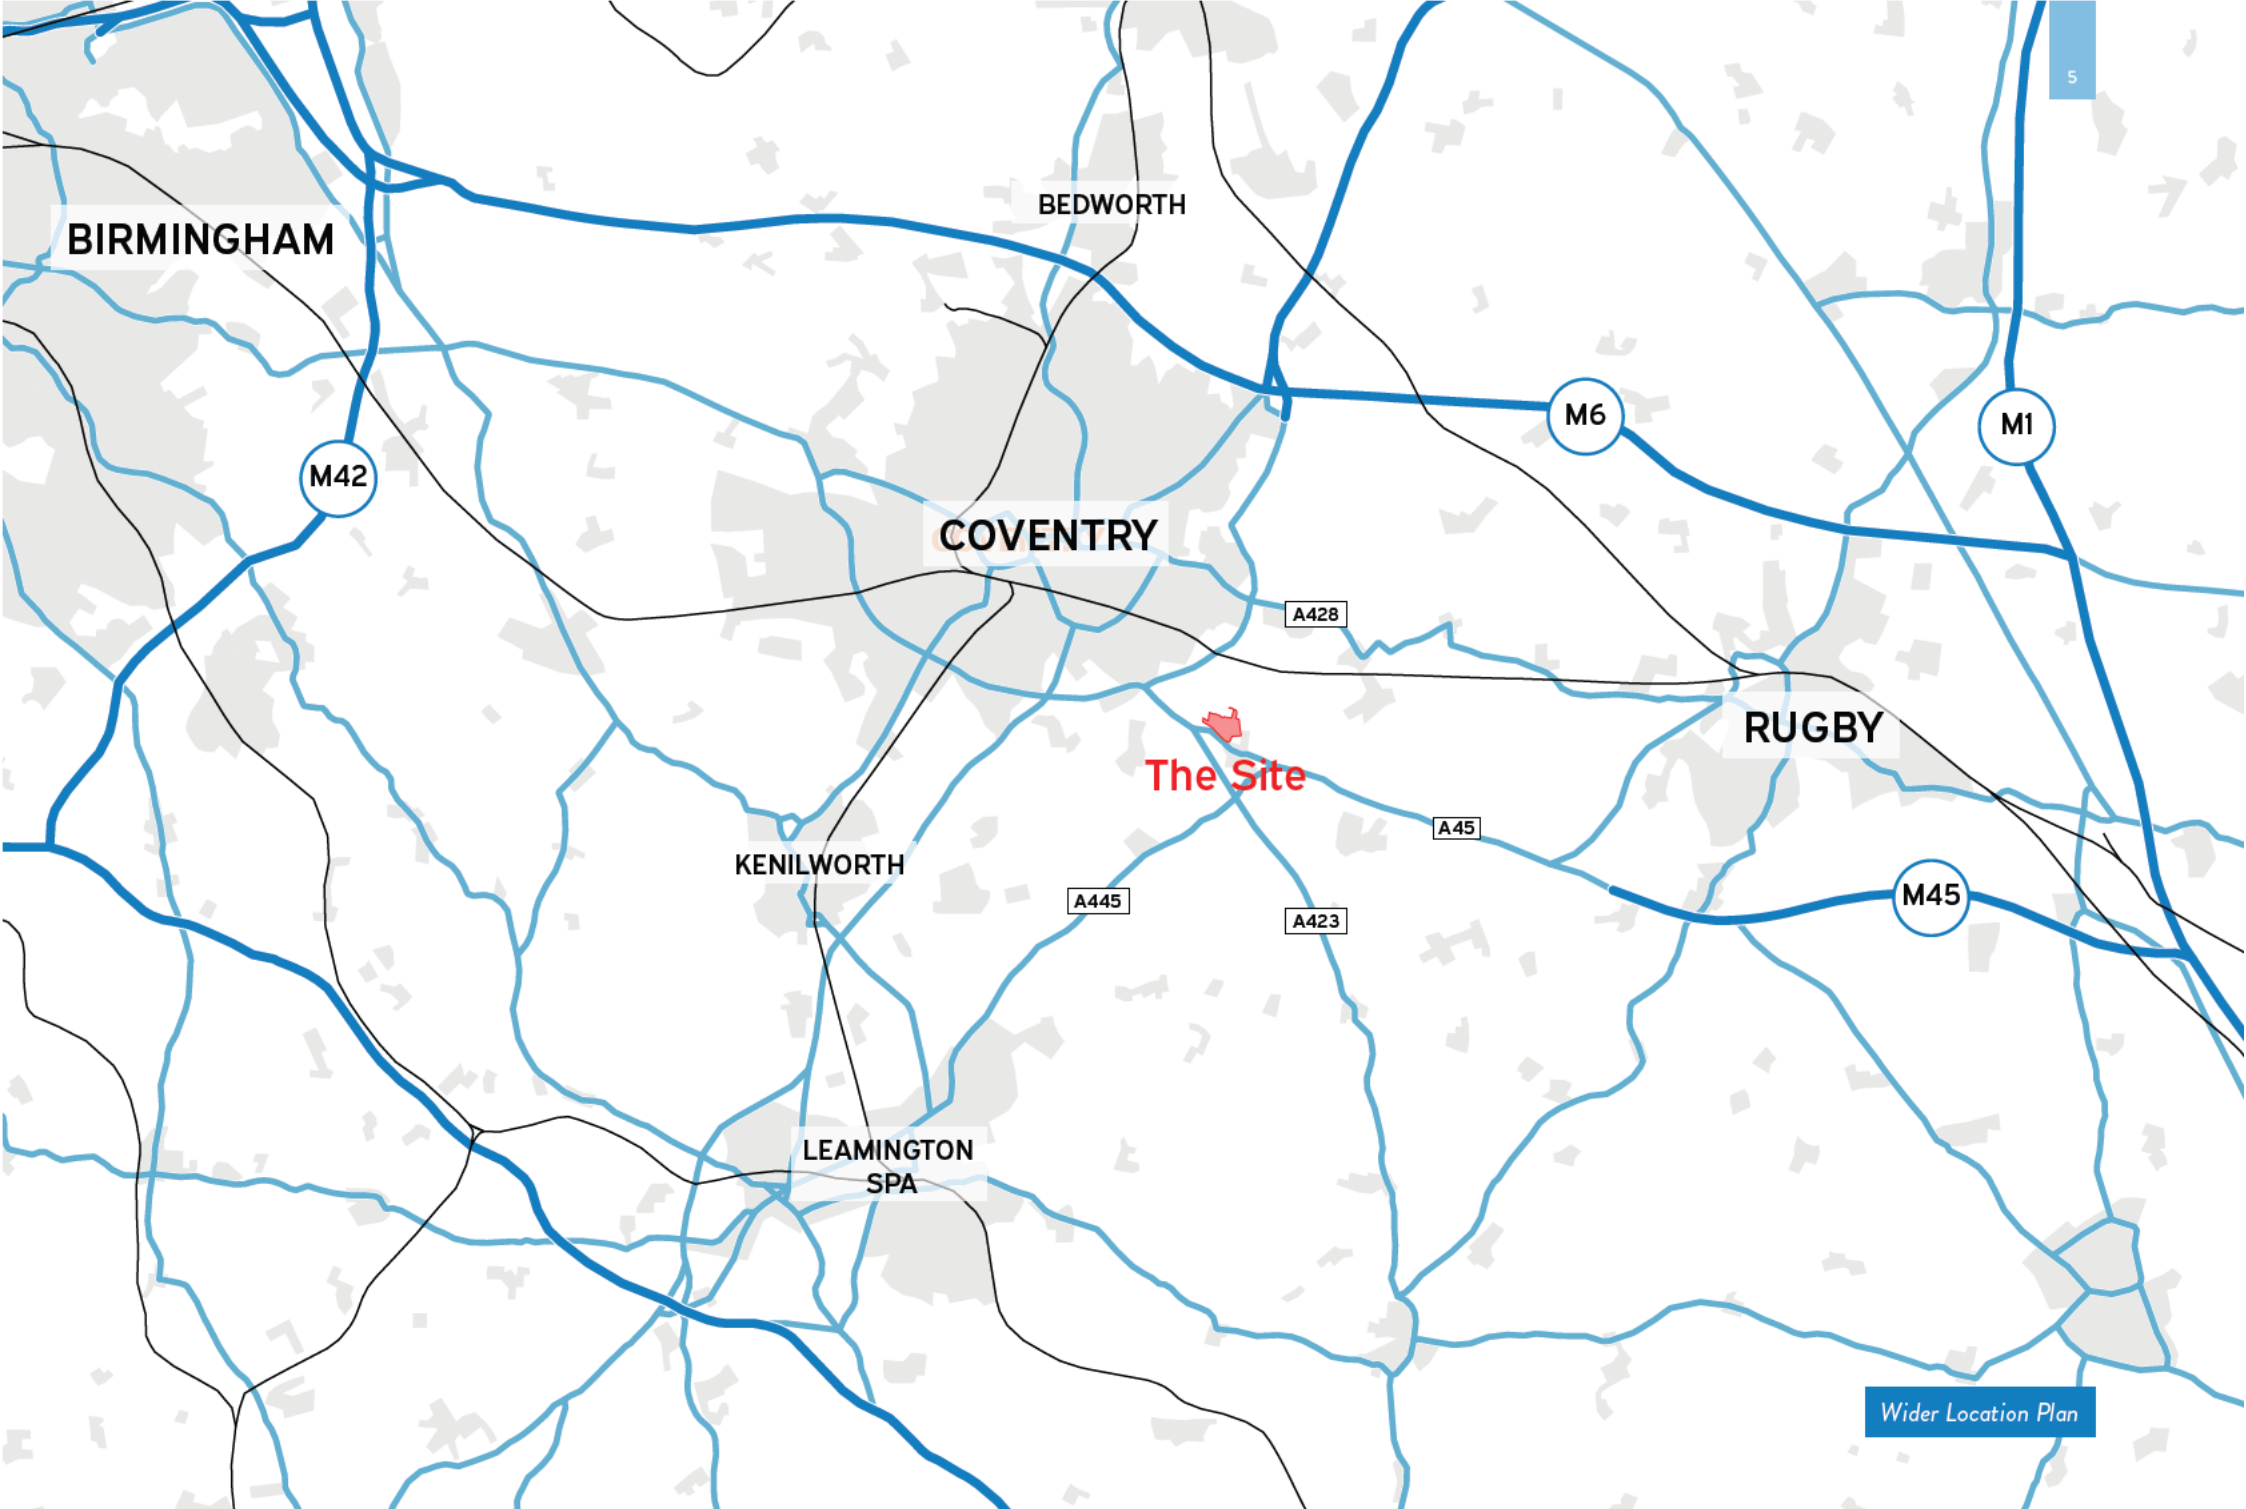 5
BEDWORTH
BIRMINGHAM
M6
M1
M42
COVENTRY
A428
RUGBY
The Site
A45
KENILWORTH
M45
A445
A423
LEAMINGTON
SPA
Wider Location Plan